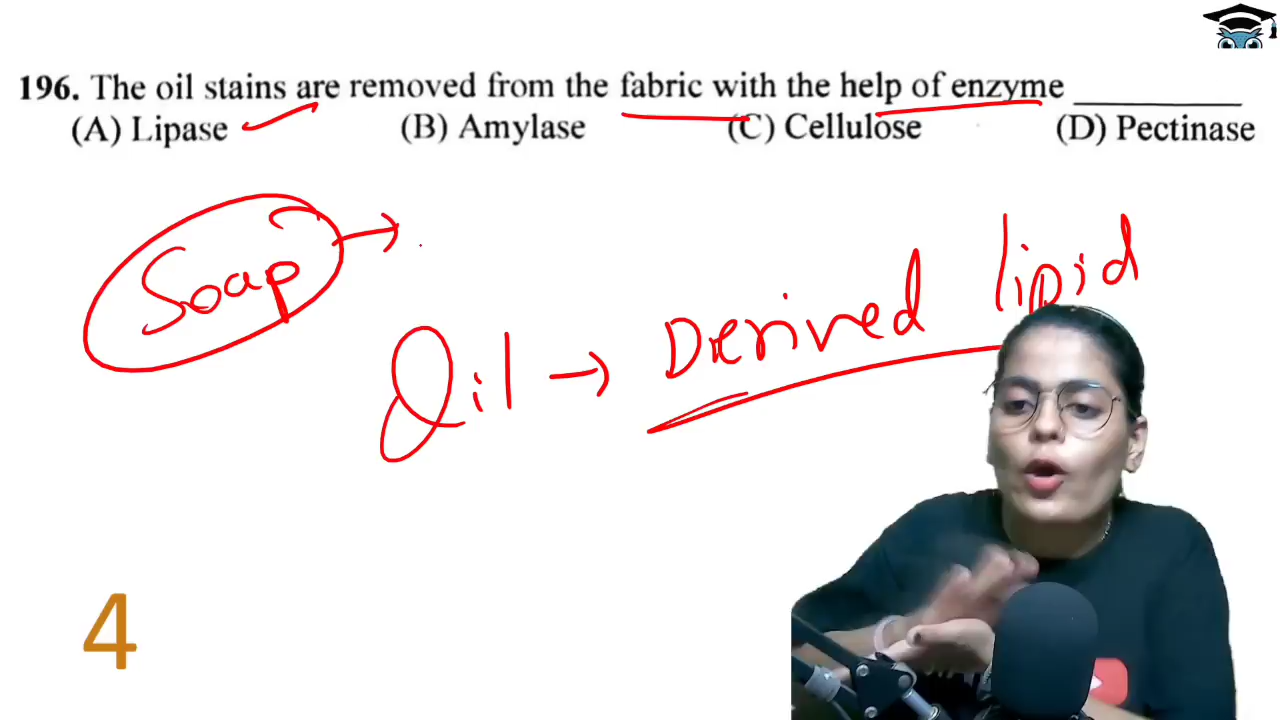 196. The oil stains are removed from the fabric with the help of enzyme ____________
(A) Lipase (B) Amylase (C) Cellulose (D) Pectinase
Soap →
Oil → Derived lipid
4